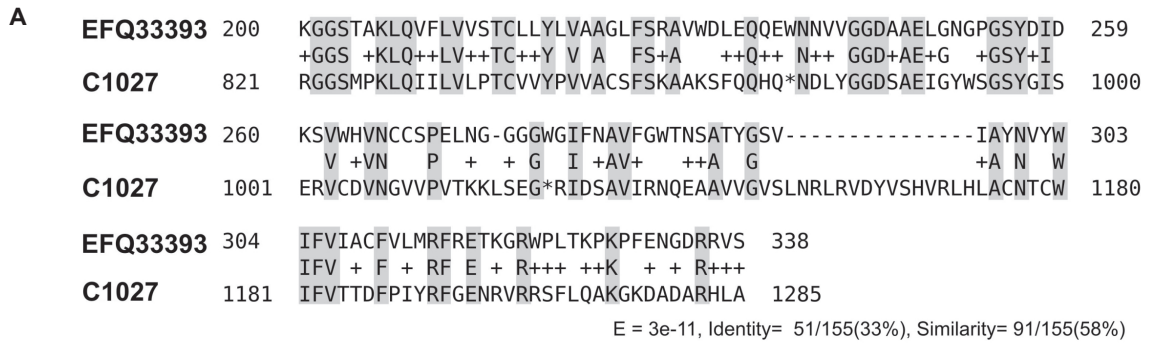 A
EFQ33393 200 KGGSTAKLQVFLVVSTCLLYLVAAGLFSRAVWDLEQQEWNNVVGGDAAELGNGPGSYDID 259
+GGS +KLQ++LV++TC++Y V A FS+A ++Q++ N++ GGD+AE+G +GSY+I
C1027 821 RGGSMPKLQIILVLPTCVVYPVVACSFSKAAKSFQQHQ*NDLYGGDSAEIGYWSGSYGIS 1000
EFQ33393 260 KSVWHVNCCSPELNG-GGGWGIFNAVFGWTNSATYGSV---------------IAYNVYW 303
V +VN P + + G I +AV+ ++A G +A N W
C1027 1001 ERVCDVNGVVPVTKKLSEG*RIDSAVIRNQEAAVVGVSLNRLRVDYVSHVRLHLACNTCW 1180
EFQ33393 304 IFVIACFVLMRFRETKGRWPLTKPKPFENGDRRVS 338
IFV + F + RF E + R+++ ++K + + R+++
C1027 1181 IFVTTDFPIYRFGENRVRRSFLQAKGKDADARHLA 1285
E = 3e-11, Identity= 51/155(33%), Similarity= 91/155(58%)